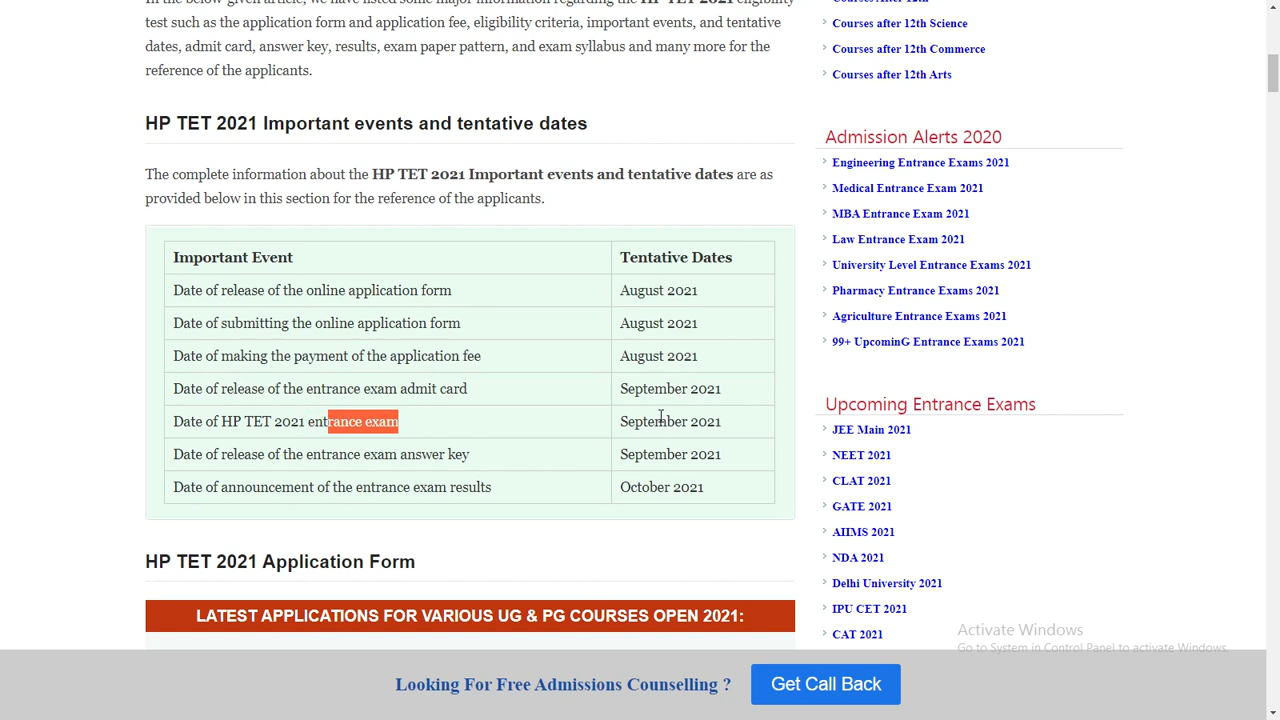 In the below given article, we have listed some major information regarding the HP TET 2021 eligibility
test such as the application form and application fee, eligibility criteria, important events, and tentative
dates, admit card, answer key, results, exam paper pattern, and exam syllabus and many more for the
reference of the applicants.
HP TET 2021 Important events and tentative dates
The complete information about the HP TET 2021 Important events and tentative dates are as
provided below in this section for the reference of the applicants.
Important Event Tentative Dates
Date of release of the online application form August 2021
Date of submitting the online application form August 2021
Date of making the payment of the application fee August 2021
Date of release of the entrance exam admit card September 2021
Date of HP TET 2021 entrance exam September 2021
Date of release of the entrance exam answer key September 2021
Date of announcement of the entrance exam results October 2021
HP TET 2021 Application Form
LATEST APPLICATIONS FOR VARIOUS UG & PG COURSES OPEN 2021:
Courses After 12th
Courses after 12th Science
Courses after 12th Commerce
Courses after 12th Arts
Admission Alerts 2020
Engineering Entrance Exams 2021
Medical Entrance Exam 2021
MBA Entrance Exam 2021
Law Entrance Exam 2021
University Level Entrance Exams 2021
Pharmacy Entrance Exams 2021
Agriculture Entrance Exams 2021
99+ UpcominG Entrance Exams 2021
Upcoming Entrance Exams
JEE Main 2021
NEET 2021
CLAT 2021
GATE 2021
AIIMS 2021
NDA 2021
Delhi University 2021
IPU CET 2021
CAT 2021
Activate Windows
Go to System in Control Panel to activate Windows.
Looking For Free Admissions Counselling ? Get Call Back